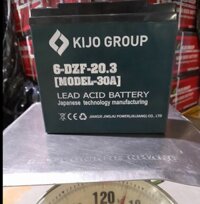 KIJO GROUP
6-DZF-20.3
[MODEL-30A]
LEAD ACID BATTERY
Japanese technology manufacturing
120